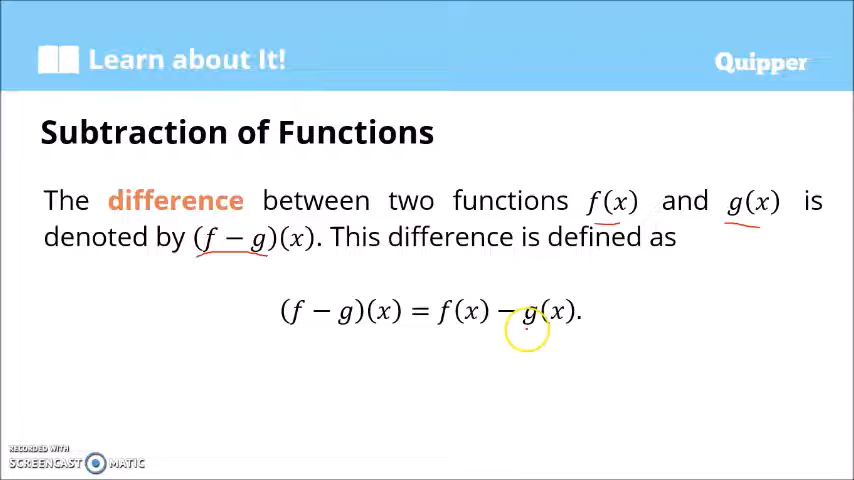 Learn about It!
Quipper
Subtraction of Functions
The difference between two functions f(x) and g(x) is
denoted by (f − g)(x). This difference is defined as
(f − g)(x) = f(x) − g(x).
RECORDED WITH
SCREENCAST MATIC